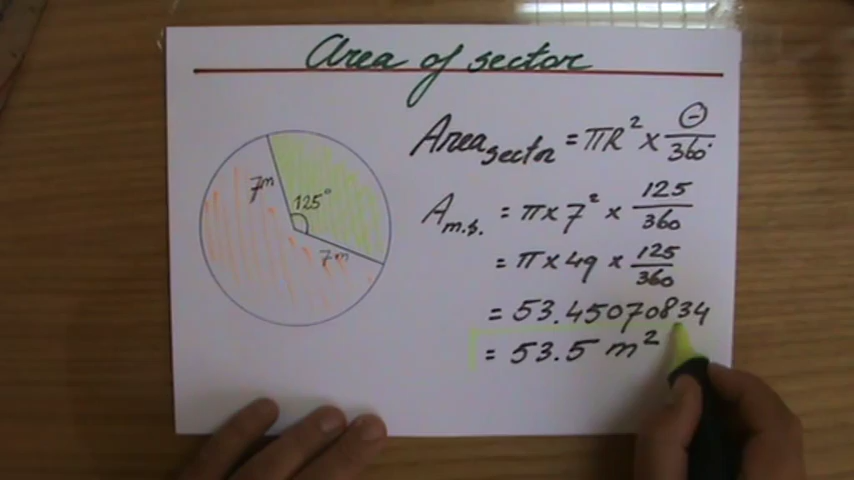 Area of sector
7m
125°
7m
Area sector = πR² × Θ/360°
A m.s. = π × 7² × 125/360
= π × 49 × 125/360
= 53.45070834
= 53.5 m²